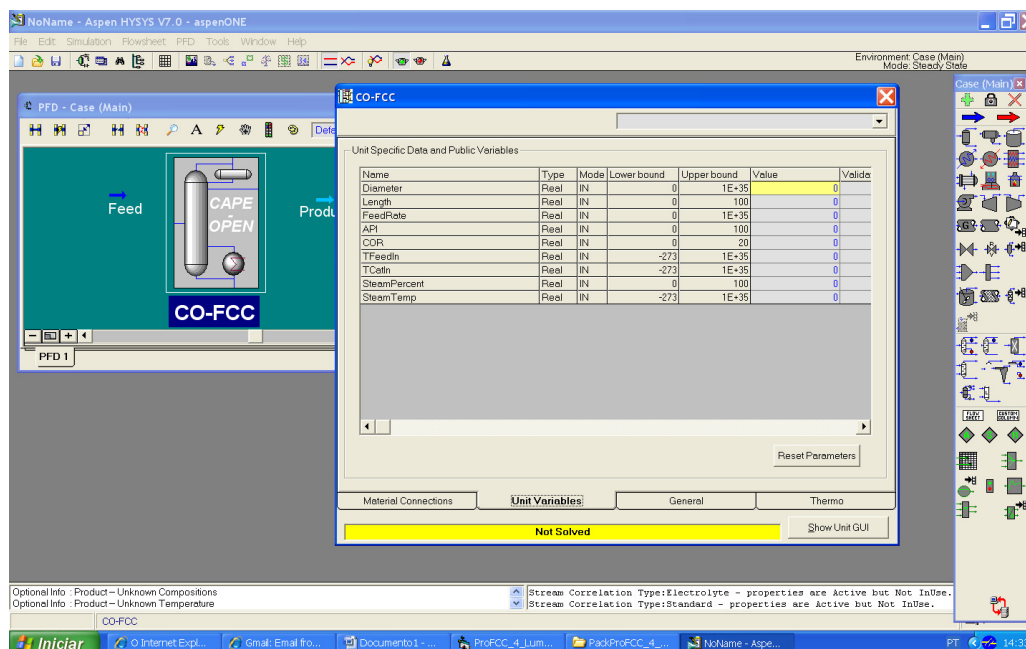 NoName - Aspen HYSYS V7.0 - aspenONE
File Edit Simulation Flowsheet PFD Tools Window Help
Environment: Case (Main)
Mode: Steady State
PFD - Case (Main)
A Defa
Feed
CAPE
-
OPEN
Produ
CO-FCC
PFD 1
CO-FCC
Unit Specific Data and Public Variables
Name Type Mode Lower bound Upper bound Value Valida
Diameter Real IN 0 1E+35 0
Length Real IN 0 100 0
FeedRate Real IN 0 1E+35 0
API Real IN 0 100 0
COR Real IN 0 20 0
TFeedIn Real IN -273 1E+35 0
TCatIn Real IN -273 1E+35 0
SteamPercent Real IN 0 100 0
SteamTemp Real IN -273 1E+35 0
Reset Parameters
Material Connections Unit Variables General Thermo
Not Solved
Show Unit GUI
Case (Main)
FLOW SHEET
CUSTOM COLUMN
Optional Info : Product -- Unknown Compositions
Optional Info : Product -- Unknown Temperature
Stream Correlation Type:Electrolyte - properties are Active but Not InUse.
Stream Correlation Type:Standard - properties are Active but Not InUse.
CO-FCC
Iniciar O Internet Expl... Gmail: Email fro... Documento1 - ... ProFCC_4_Lum... PackProFCC_4_... NoName - Aspe... PT 14:33